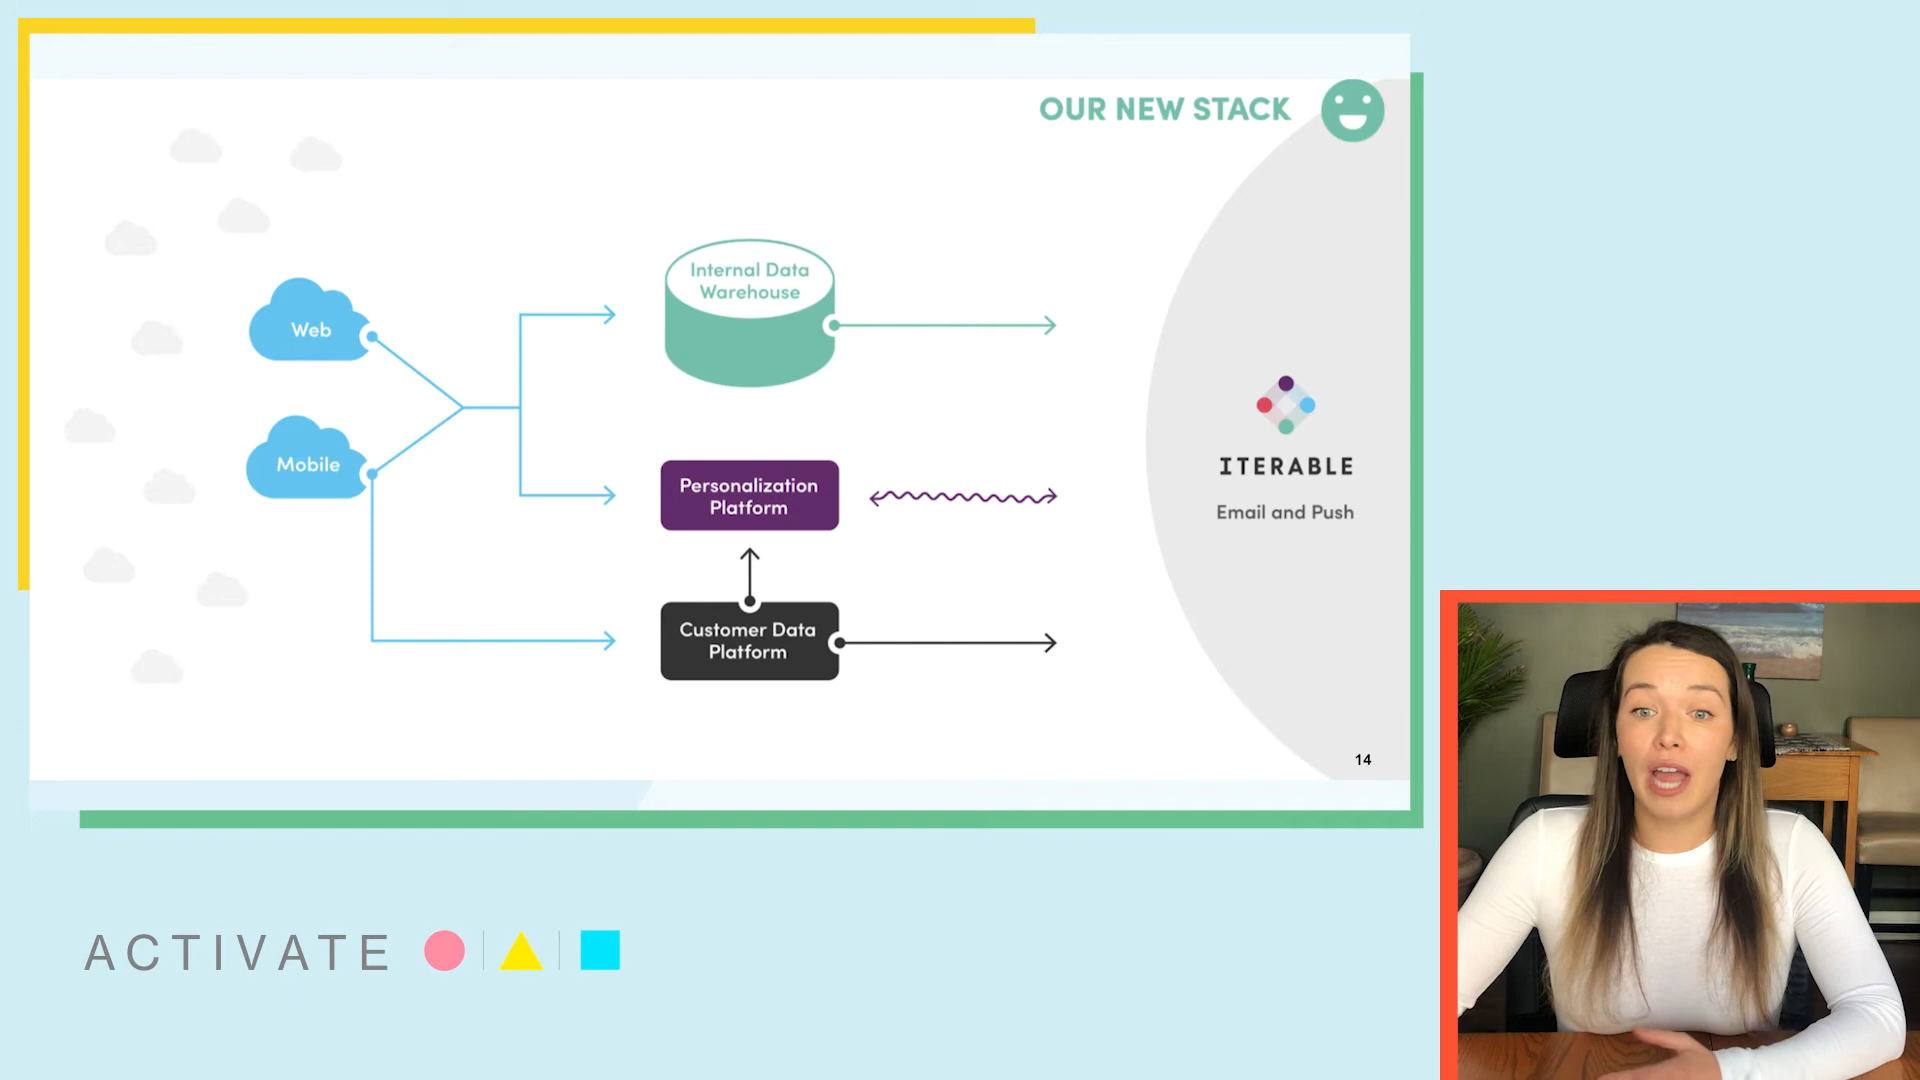 OUR NEW STACK
Internal Data
Warehouse
Web
Mobile
Personalization
Platform
ITERABLE
Email and Push
Customer Data
Platform
14
ACTIVATE